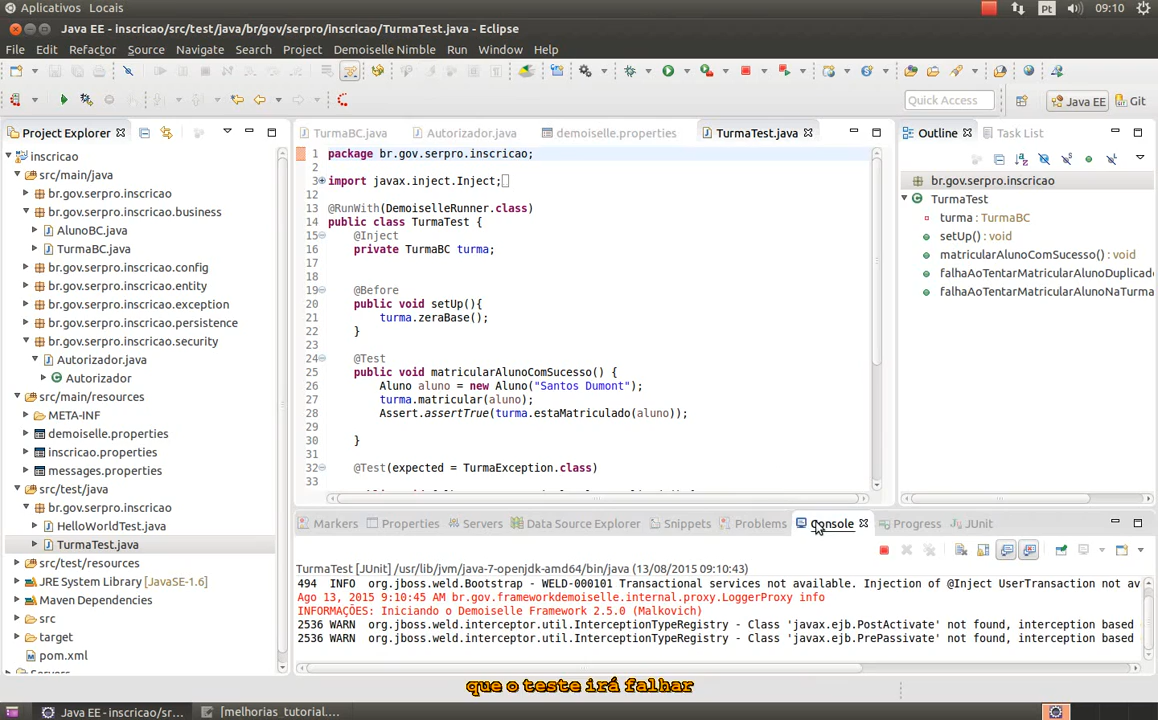 Aplicativos Locais
Pt 09:10
Java EE - inscricao/src/test/java/br/gov/serpro/inscricao/TurmaTest.java - Eclipse
File Edit Refactor Source Navigate Search Project Demoiselle Nimble Run Window Help
Quick Access Java EE Git
Project Explorer
TurmaBC.java Autorizador.java demoiselle.properties TurmaTest.java
Outline Task List
inscricao
src/main/java
br.gov.serpro.inscricao
br.gov.serpro.inscricao.business
AlunoBC.java
TurmaBC.java
br.gov.serpro.inscricao.config
br.gov.serpro.inscricao.entity
br.gov.serpro.inscricao.exception
br.gov.serpro.inscricao.persistence
br.gov.serpro.inscricao.security
Autorizador.java
Autorizador
src/main/resources
META-INF
demoiselle.properties
inscricao.properties
messages.properties
src/test/java
br.gov.serpro.inscricao
HelloWorldTest.java
TurmaTest.java
src/test/resources
JRE System Library [JavaSE-1.6]
Maven Dependencies
src
target
pom.xml
Servers
1 package br.gov.serpro.inscricao;
2
3 import javax.inject.Inject;
12
13 @RunWith(DemoiselleRunner.class)
14 public class TurmaTest {
15 @Inject
16 private TurmaBC turma;
17
18
19 @Before
20 public void setUp(){
21 turma.zeraBase();
22 }
23
24 @Test
25 public void matricularAlunoComSucesso() {
26 Aluno aluno = new Aluno("Santos Dumont");
27 turma.matricular(aluno);
28 Assert.assertTrue(turma.estaMatriculado(aluno));
29
30 }
31
32 @Test(expected = TurmaException.class)
33
br.gov.serpro.inscricao
TurmaTest
turma : TurmaBC
setUp() : void
matricularAlunoComSucesso() : void
falhaAoTentarMatricularAlunoDuplicado
falhaAoTentarMatricularAlunoNaTurma
Markers Properties Servers Data Source Explorer Snippets Problems Console Progress JUnit
TurmaTest [JUnit] /usr/lib/jvm/java-7-openjdk-amd64/bin/java (13/08/2015 09:10:43)
494 INFO org.jboss.weld.Bootstrap - WELD-000101 Transactional services not available. Injection of @Inject UserTransaction not av
Ago 13, 2015 9:10:45 AM br.gov.frameworkdemoiselle.internal.proxy.LoggerProxy info
INFORMAÇÕES: Iniciando o Demoiselle Framework 2.5.0 (Malkovich)
2536 WARN org.jboss.weld.interceptor.util.InterceptionTypeRegistry - Class 'javax.ejb.PostActivate' not found, interception based
2536 WARN org.jboss.weld.interceptor.util.InterceptionTypeRegistry - Class 'javax.ejb.PrePassivate' not found, interception based
que o teste irá falhar
Java EE - inscricao/sr... [melhorias_tutorial....